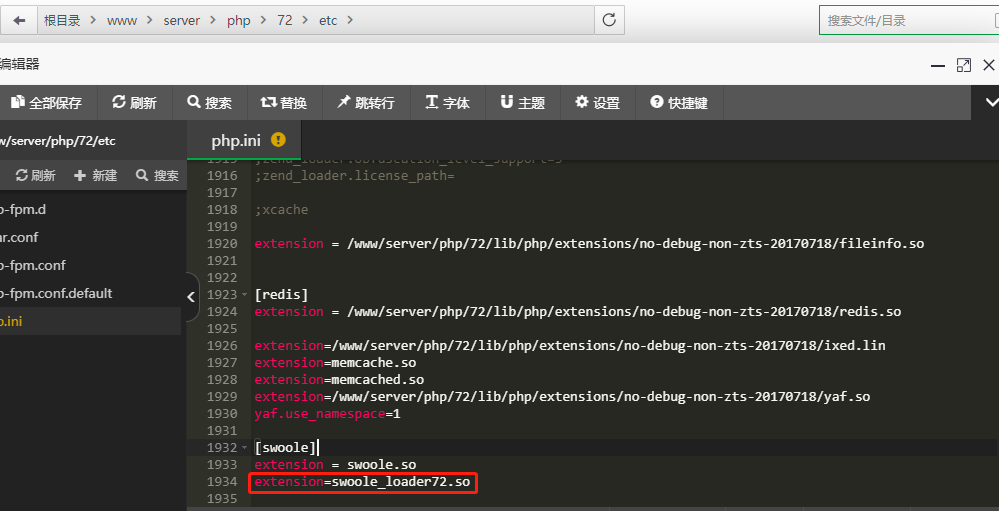 根目录 www server php 72 etc 搜索文件/目录
编辑器
全部保存 刷新 搜索 替换 跳转行 字体 主题 设置 快捷键
w/server/php/72/etc
php.ini
刷新 新建 搜索
p-fpm.d
ar.conf
p-fpm.conf
p-fpm.conf.default
p.ini
1915 ;zend_loader.obfuscation_level_support=3
1916 ;zend_loader.license_path=
1917
1918 ;xcache
1919
1920 extension = /www/server/php/72/lib/php/extensions/no-debug-non-zts-20170718/fileinfo.so
1921
1922
1923 [redis]
1924 extension = /www/server/php/72/lib/php/extensions/no-debug-non-zts-20170718/redis.so
1925
1926 extension=/www/server/php/72/lib/php/extensions/no-debug-non-zts-20170718/ixed.lin
1927 extension=memcache.so
1928 extension=memcached.so
1929 extension=/www/server/php/72/lib/php/extensions/no-debug-non-zts-20170718/yaf.so
1930 yaf.use_namespace=1
1931
1932 [swoole]
1933 extension = swoole.so
1934 extension=swoole_loader72.so
1935